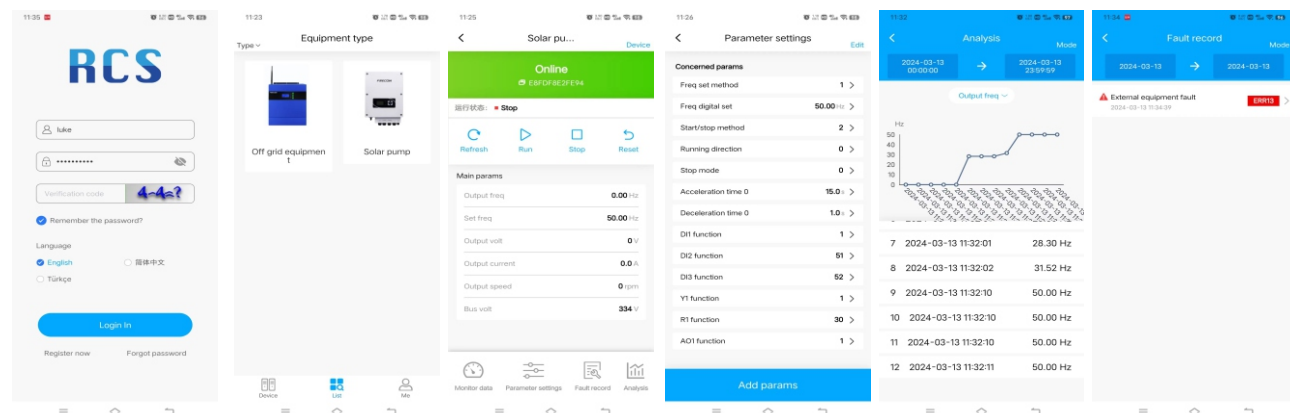 11:35
RCS
luke
••••••••••
Verification code
4-4=?
Remember the password?
Language
English
简体中文
Türkçe
Login In
Register now Forgot password
11:23
Equipment type
Type
Off grid equipmen
t
Solar pump
Device List Me
11:25
Solar pu...
Device
Online
E8FDF8E2FE94
运行状态: Stop
Refresh Run Stop Reset
Main params
Output freq 0.00 Hz
Set freq 50.00 Hz
Output volt 0 V
Output current 0.0 A
Output speed 0 rpm
Bus volt 334 V
Monitor data Parameter settings Fault record Analysis
11:26
Parameter settings
Edit
Concerned params
Freq set method 1 >
Freq digital set 50.00 Hz >
Start/stop method 2 >
Running direction 0 >
Stop mode 0 >
Acceleration time 0 15.0 s >
Deceleration time 0 1.0 s >
DI1 function 1 >
DI2 function 51 >
DI3 function 52 >
Y1 function 1 >
R1 function 30 >
AO1 function 1 >
Add params
11:32
Analysis
Mode
2024-03-13
00:00:00
→
2024-03-13
23:59:59
Output freq
Hz
50
40
30
20
10
0
7 2024-03-13 11:32:01 28.30 Hz
8 2024-03-13 11:32:02 31.52 Hz
9 2024-03-13 11:32:10 50.00 Hz
10 2024-03-13 11:32:10 50.00 Hz
11 2024-03-13 11:32:10 50.00 Hz
12 2024-03-13 11:32:11 50.00 Hz
11:34
Fault record
Mode
2024-03-13 → 2024-03-13
External equipment fault
ERR13 >
2024-03-13 11:34:39